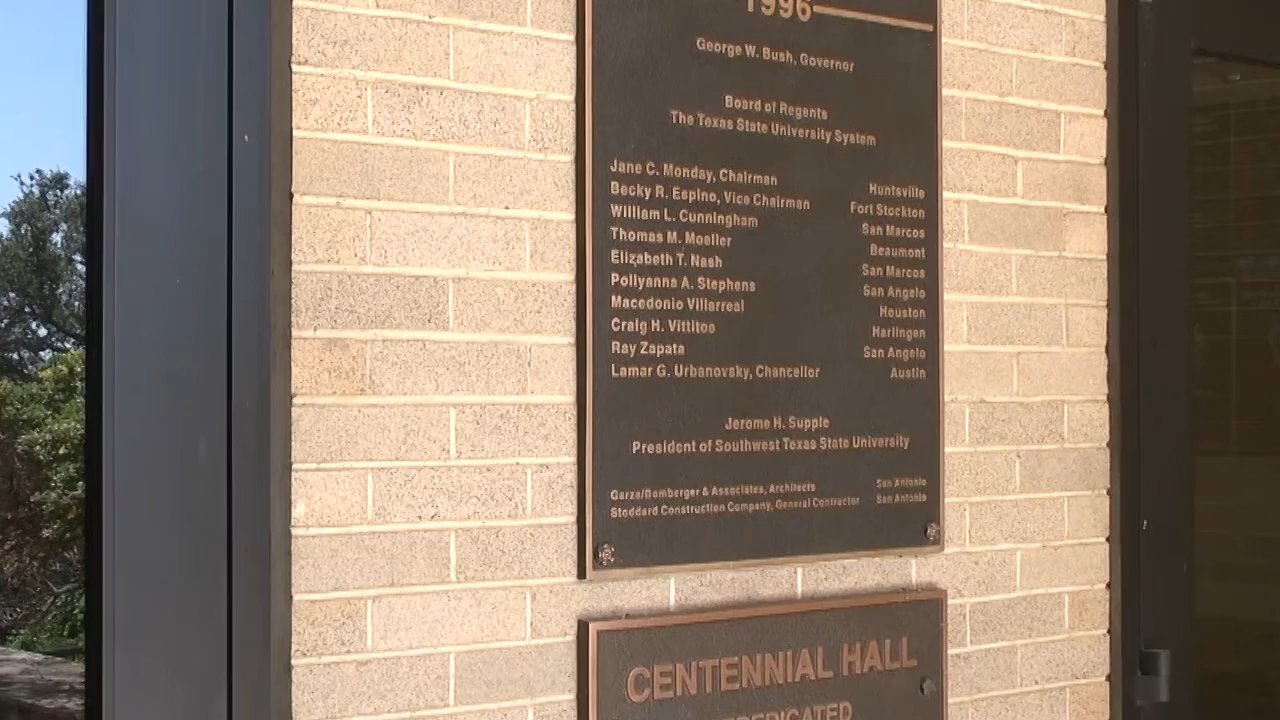 1996
George W. Bush, Governor
Board of Regents
The Texas State University System
Jane C. Monday, Chairman Huntsville
Becky R. Espino, Vice Chairman Fort Stockton
William L. Cunningham San Marcos
Thomas M. Moeller Beaumont
Elizabeth T. Nash San Marcos
Pollyanna A. Stephens San Angelo
Macedonio Villarreal Houston
Craig H. Vittitoe Harlingen
Ray Zapata San Angelo
Lamar G. Urbanovsky, Chancellor Austin
Jerome H. Supple
President of Southwest Texas State University
Garza/Bomberger & Associates, Architects San Antonio
Stoddard Construction Company, General Contractor San Antonio
CENTENNIAL HALL